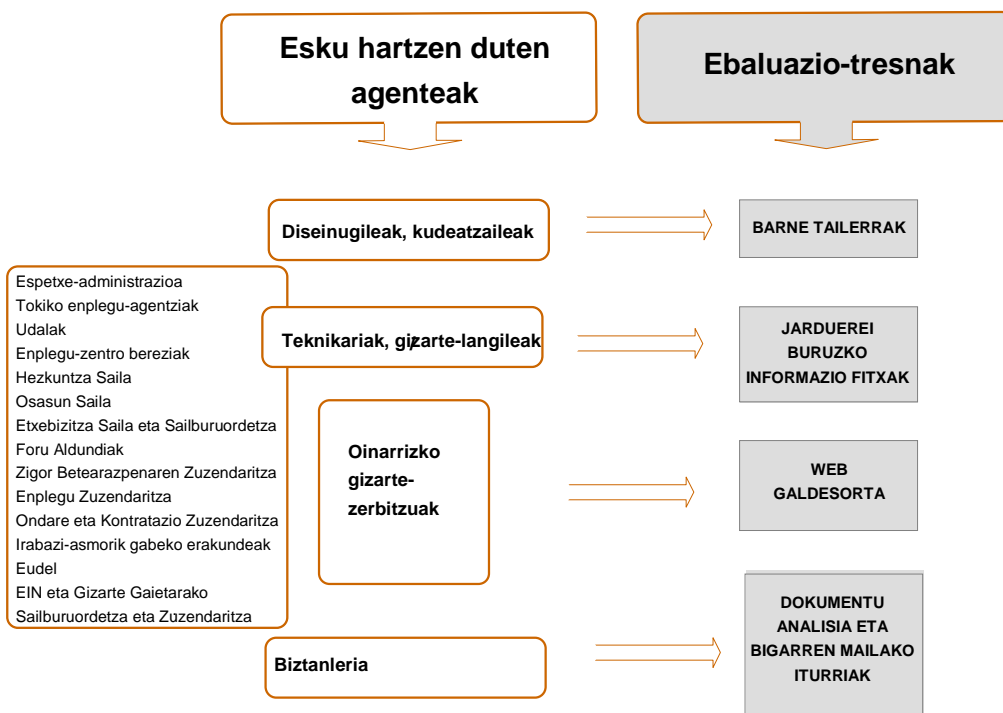 Esku hartzen duten
agenteak
Ebaluazio-tresnak
Diseinugileak, kudeatzaileak
BARNE TAILERRAK
Espetxe-administrazioa
Tokiko enplegu-agentziak
Udalak
Enplegu-zentro bereziak
Hezkuntza Saila
Osasun Saila
Etxebizitza Saila eta Sailburuordetza
Foru Aldundiak
Zigor Betearazpenaren Zuzendaritza
Enplegu Zuzendaritza
Ondare eta Kontratazio Zuzendaritza
Irabazi-asmorik gabeko erakundeak
Eudel
EIN eta Gizarte Gaietarako
Sailburuordetza eta Zuzendaritza
Teknikariak, gizarte-langileak
JARDUEREI
BURUZKO
INFORMAZIO FITXAK
Oinarrizko
gizarte-
zerbitzuak
WEB
GALDESORTA
Biztanleria
DOKUMENTU
ANALISIA ETA
BIGARREN MAILAKO
ITURRIAK